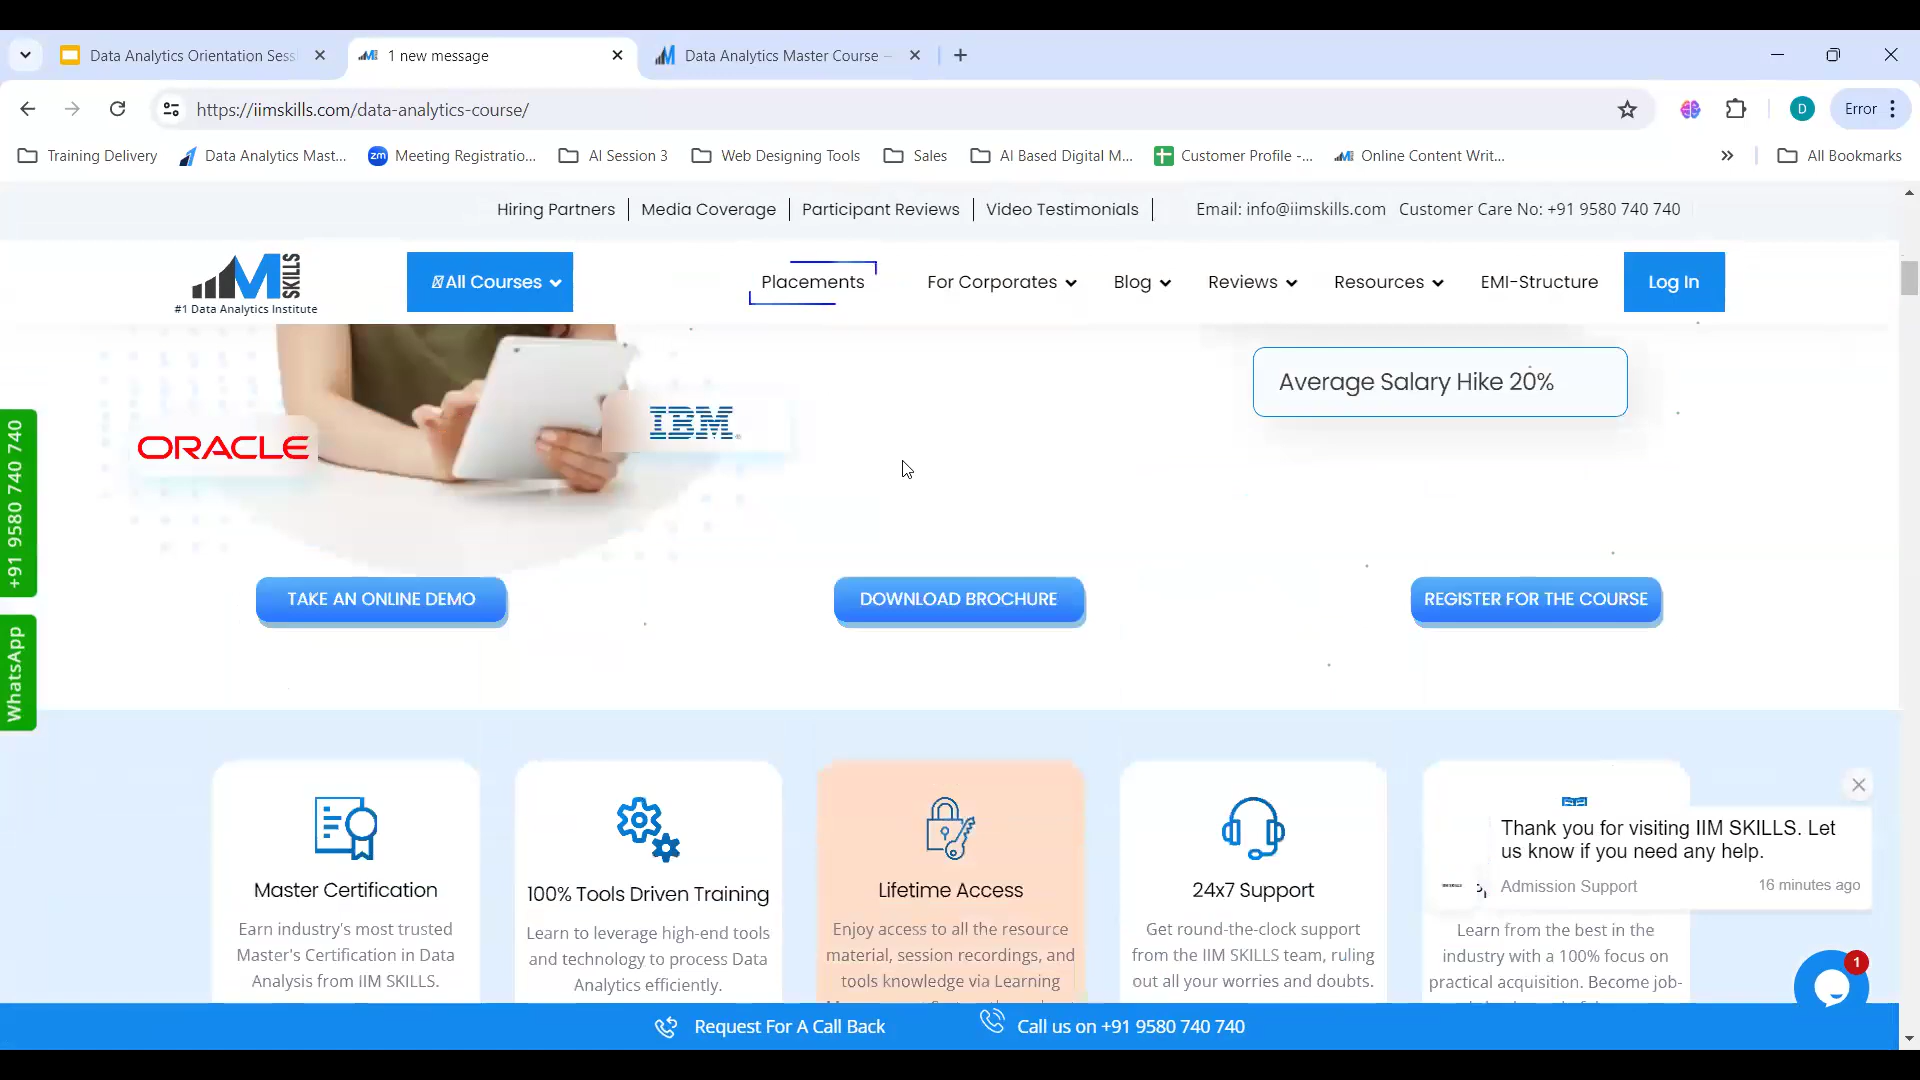 Data Analytics Orientation Sess
1 new message
Data Analytics Master Course –
https://iimskills.com/data-analytics-course/
D
Error
Training Delivery
Data Analytics Mast...
zm
Meeting Registratio...
AI Session 3
Web Designing Tools
Sales
AI Based Digital M...
Customer Profile -...
Online Content Writ...
All Bookmarks
Hiring Partners
Media Coverage
Participant Reviews
Video Testimonials
Email: info@iimskills.com
Customer Care No: +91 9580 740 740
IIM SKILLS
#1 Data Analytics Institute
All Courses
Placements
For Corporates
Blog
Reviews
Resources
EMI-Structure
Log In
+91 9580 740 740
WhatsApp
ORACLE
IBM
Average Salary Hike 20%
TAKE AN ONLINE DEMO
DOWNLOAD BROCHURE
REGISTER FOR THE COURSE
Master Certification
Earn industry's most trusted
Master's Certification in Data
Analysis from IIM SKILLS.
100% Tools Driven Training
Learn to leverage high-end tools
and technology to process Data
Analytics efficiently.
Lifetime Access
Enjoy access to all the resource
material, session recordings, and
tools knowledge via Learning
24x7 Support
Get round-the-clock support
from the IIM SKILLS team, ruling
out all your worries and doubts.
Learn from the best in the
industry with a 100% focus on
practical acquisition. Become job-
Thank you for visiting IIM SKILLS. Let
us know if you need any help.
Admission Support
16 minutes ago
1
Request For A Call Back
Call us on +91 9580 740 740